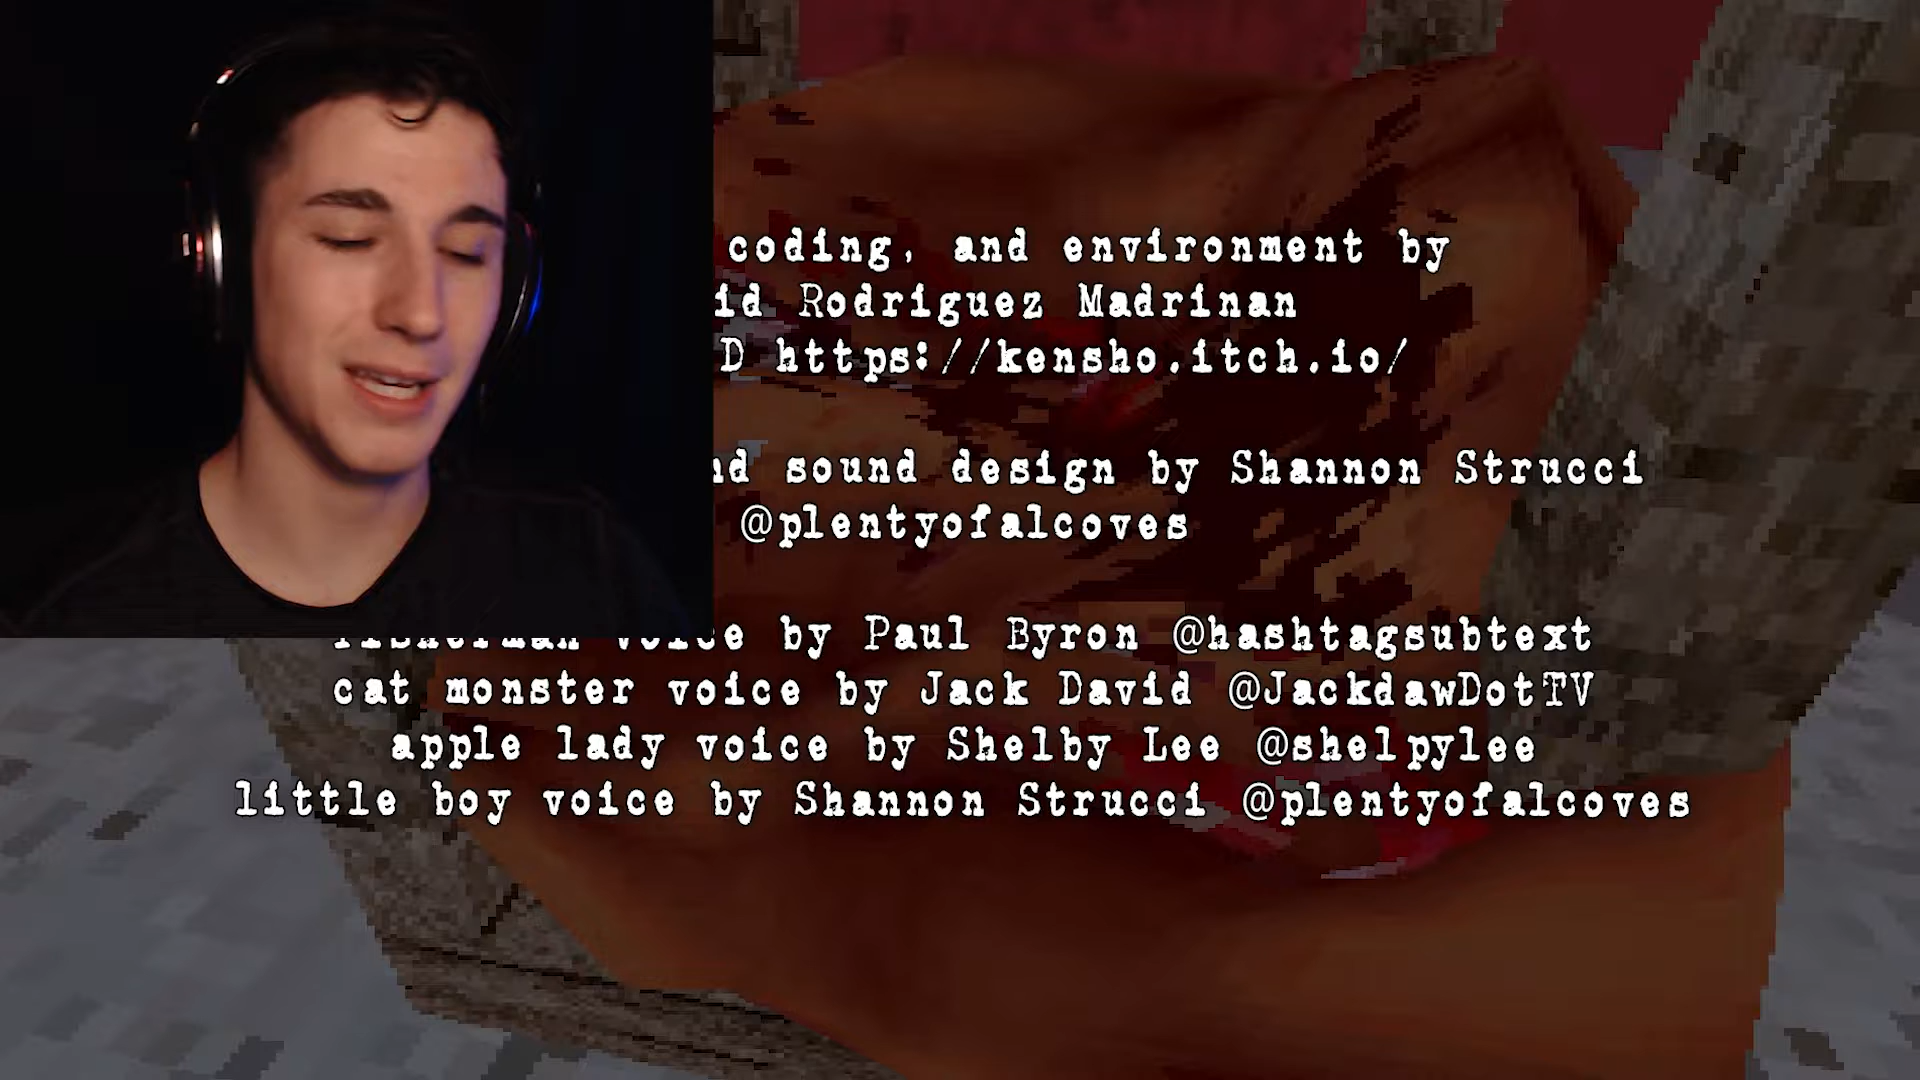 coding, and environment by
id Rodriguez Madrinan
D https://kensho.itch.io/
nd sound design by Shannon Strucci
@plentyofalcoves
fisherman voice by Paul Byron @hashtagsubtext
cat monster voice by Jack David @JackdawDotTV
apple lady voice by Shelby Lee @shelpylee
little boy voice by Shannon Strucci @plentyofalcoves